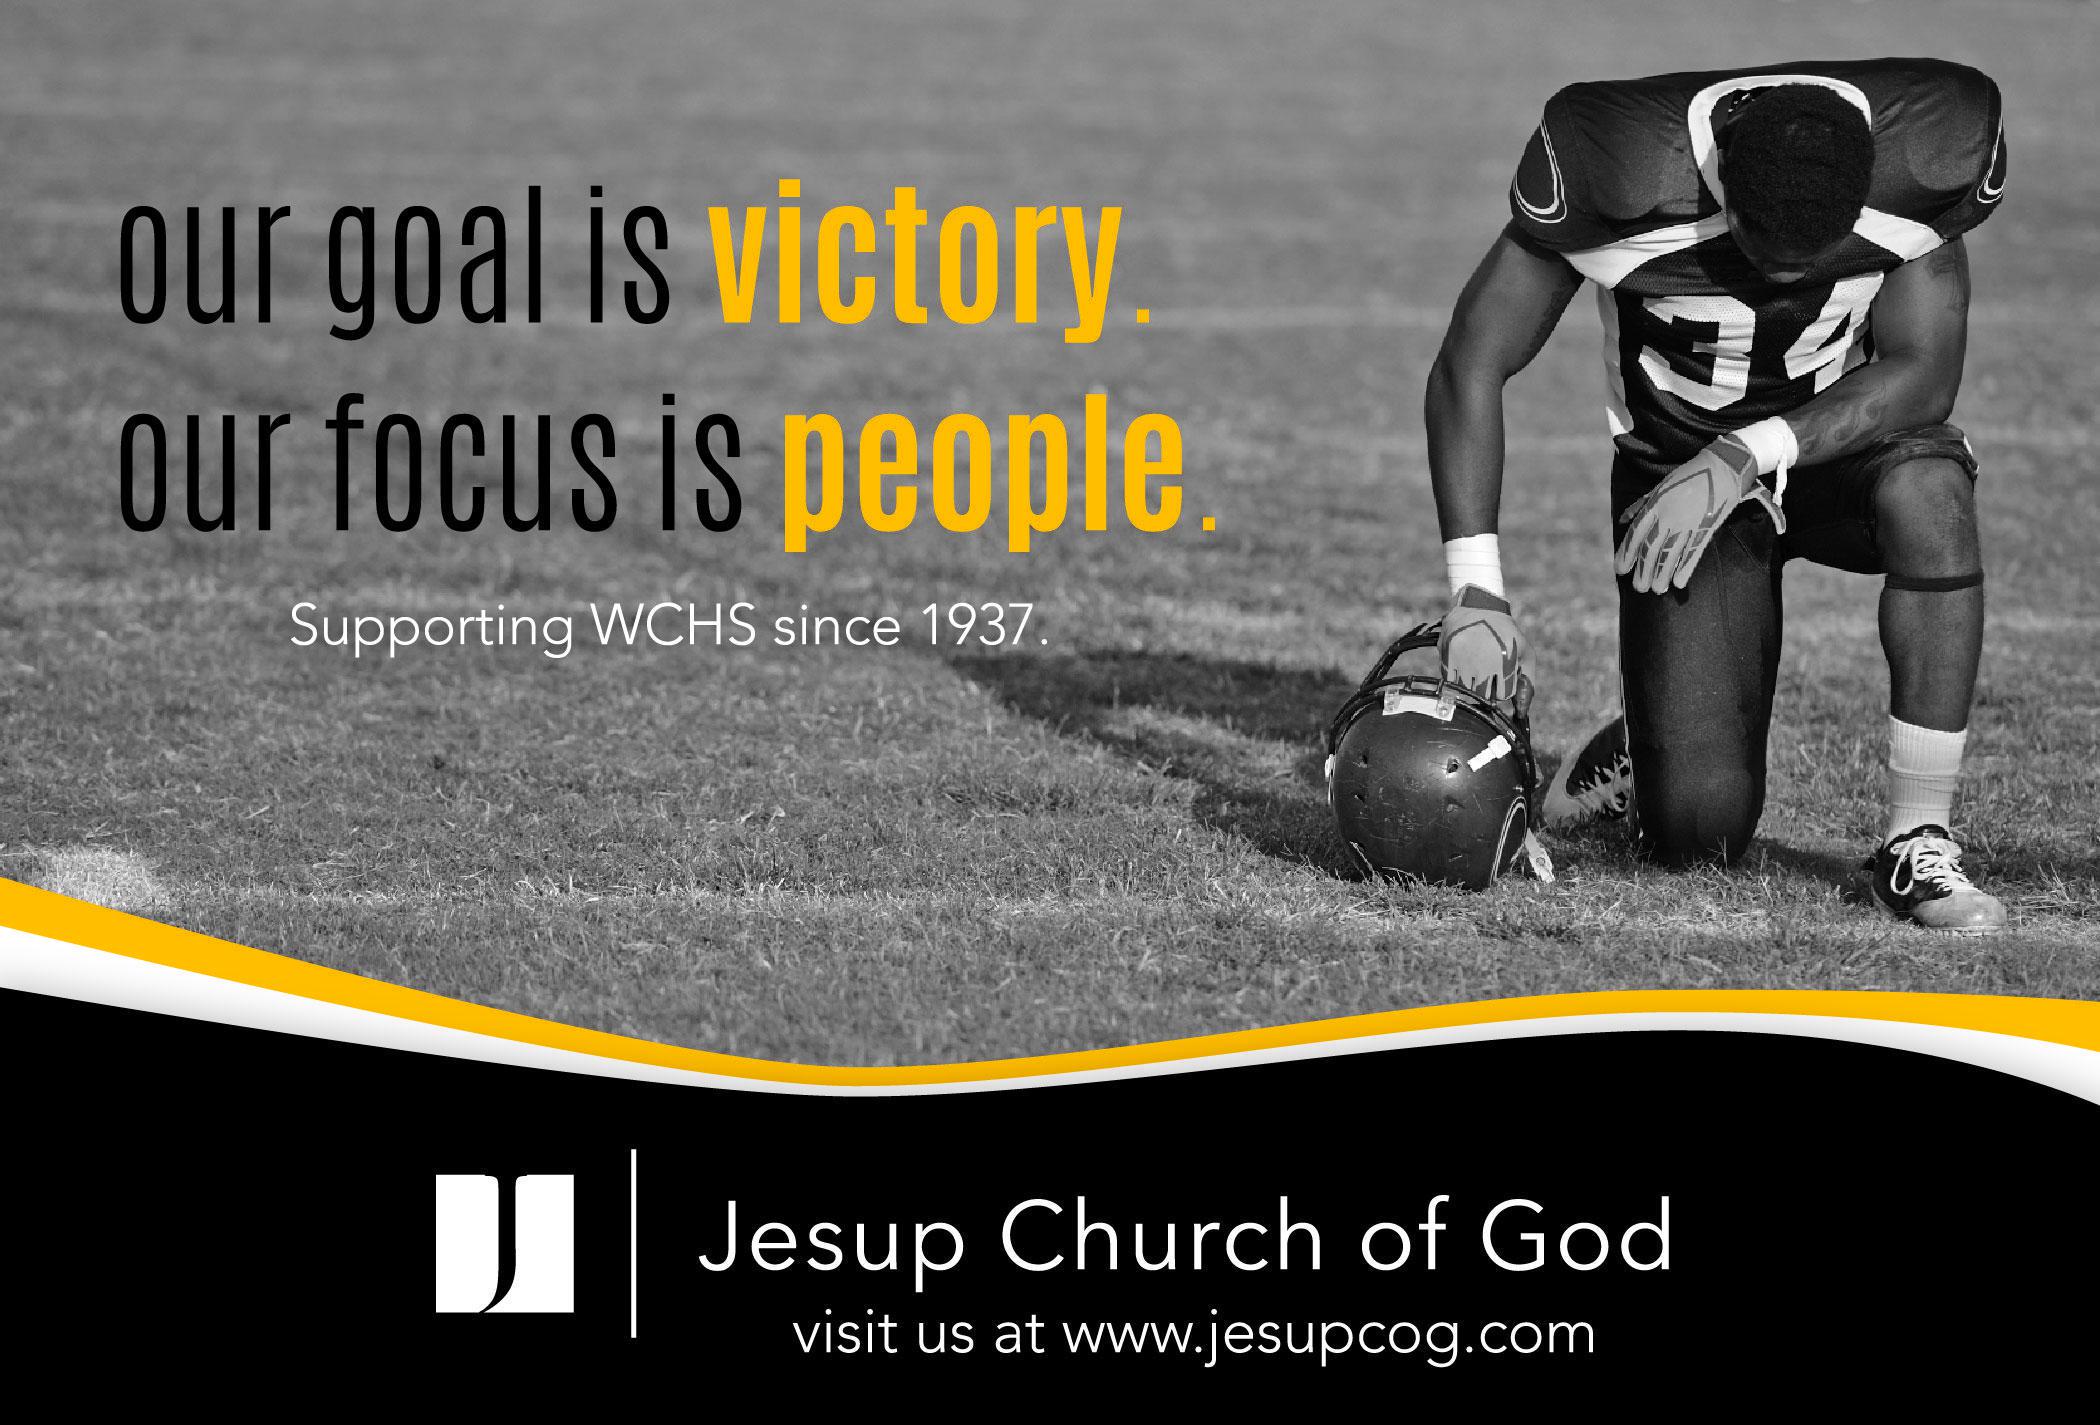 our goal is victory.
our focus is people.
Supporting WCHS since 1937.
34
J
Jesup Church of God
visit us at www.jesupcog.com